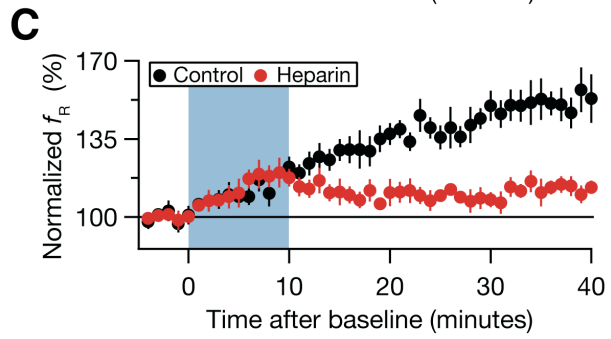 C
170
135
100
Normalized fR (%)
Control
Heparin
0
10
20
30
40
Time after baseline (minutes)